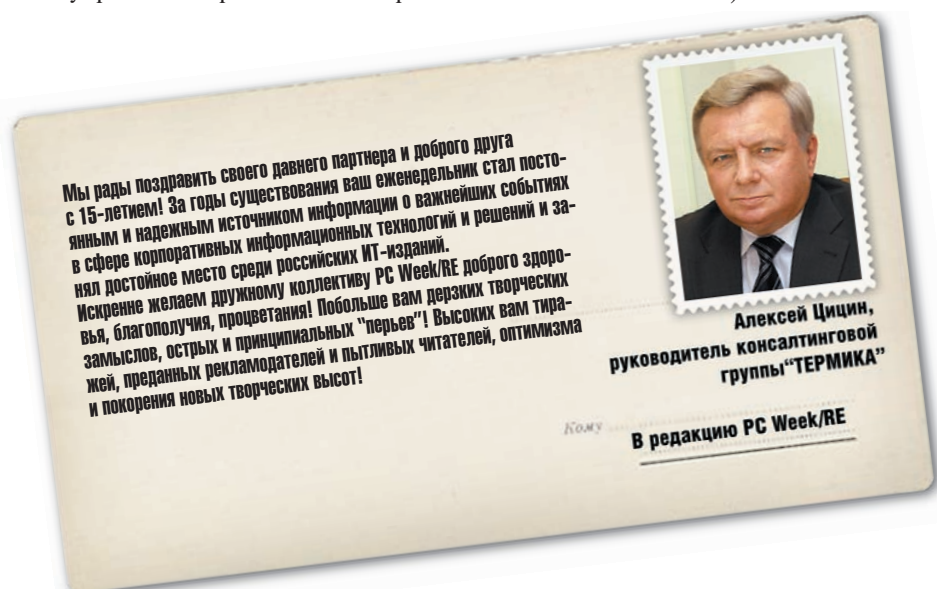 Мы рады поздравить своего давнего партнера и доброго друга
с 15-летием! За годы существования ваш еженедельник стал посто-
янным и надежным источником информации о важнейших событиях
в сфере корпоративных информационных технологий и решений и за-
нял достойное место среди российских ИТ-изданий.
Искренне желаем дружному коллективу PC Week/RE доброго здоро-
вья, благополучия, процветания! Побольше вам дерзких творческих
замыслов, острых и принципиальных "перьев"! Высоких вам тира-
жей, преданных рекламодателей и пытливых читателей, оптимизма
и покорения новых творческих высот!
Алексей Цицин,
руководитель консалтинговой
группы"ТЕРМИКА"
Кому
В редакцию PC Week/RE